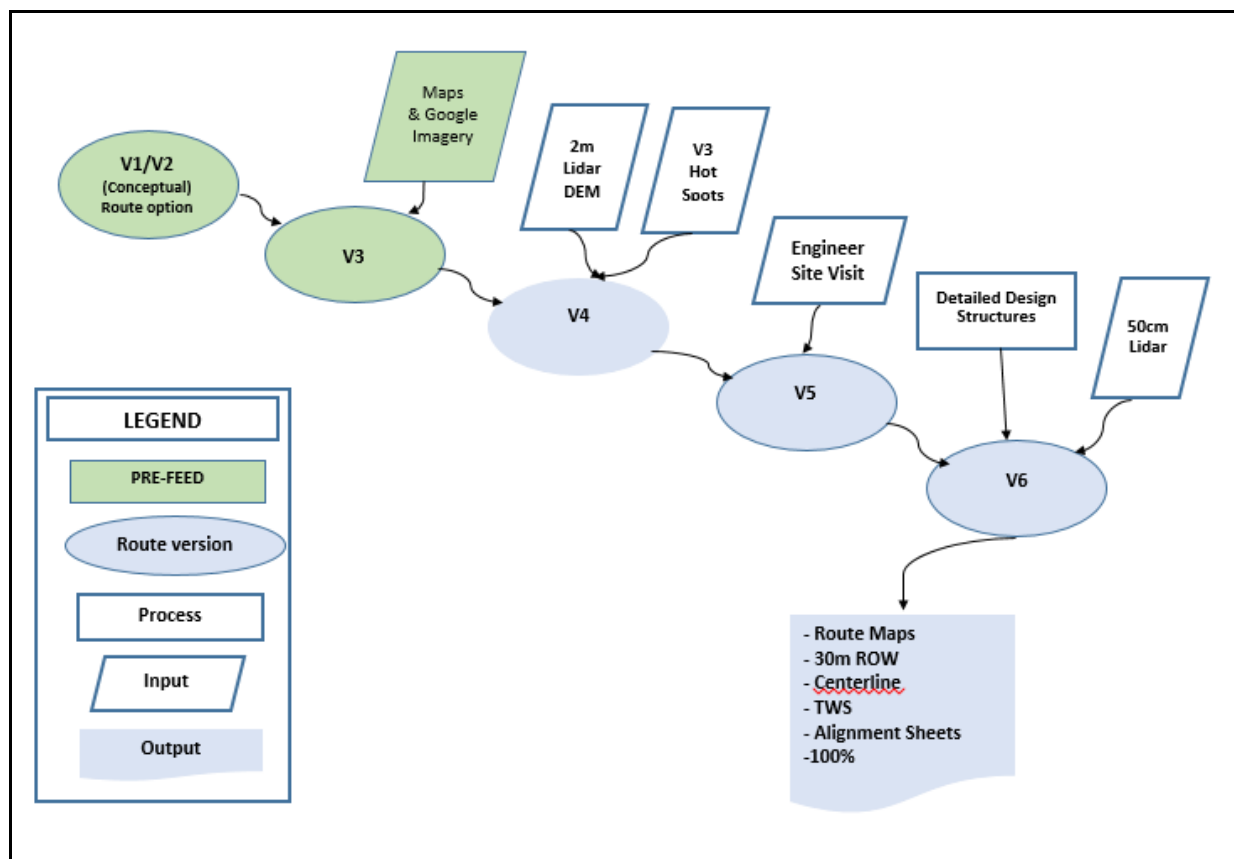 V1/V2
(Conceptual)
Route option
Maps
& Google
Imagery
V3
2m
Lidar
DEM
V3
Hot
Spots
V4
Engineer
Site Visit
V5
Detailed Design
Structures
50cm
Lidar
V6
- Route Maps
- 30m ROW
- Centerline
- TWS
- Alignment Sheets
-100%
LEGEND
PRE-FEED
Route version
Process
Input
Output